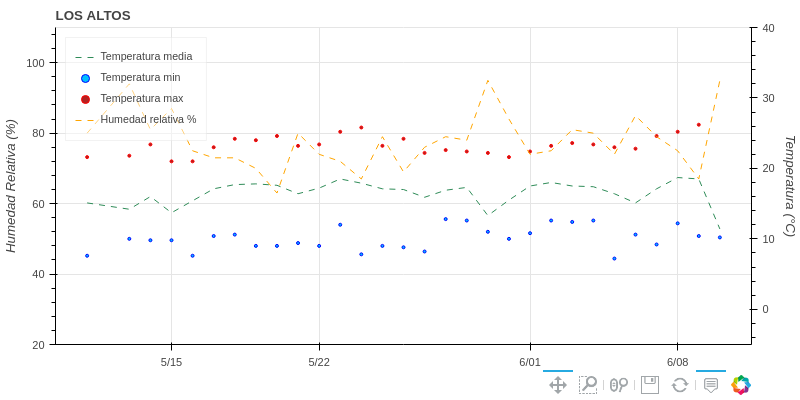 LOS ALTOS
Temperatura media
Temperatura min
Temperatura max
Humedad relativa %
Humedad Relativa (%)
100
80
60
40
20
Temperatura (°C)
40
30
20
10
0
5/15
5/22
6/01
6/08